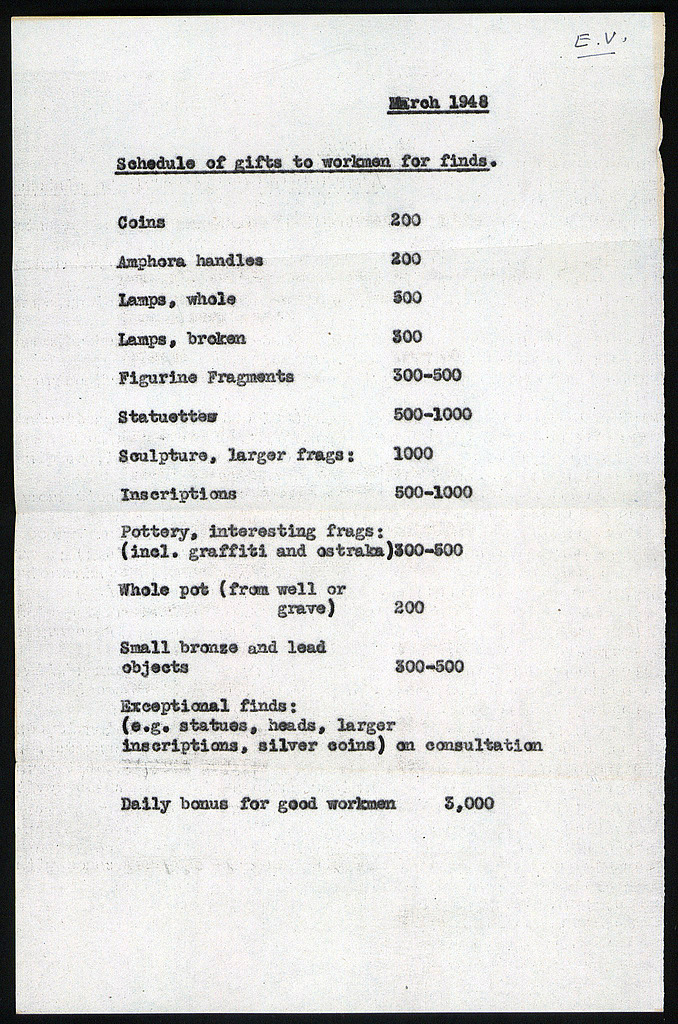 E.V.
March 1948
Schedule of gifts to workmen for finds.
Coins 200
Amphora handles 200
Lamps, whole 500
Lamps, broken 300
Figurine Fragments 300-500
Statuettes 500-1000
Sculpture, larger frags: 1000
Inscriptions 500-1000
Pottery, interesting frags:
(incl. graffiti and ostraka)300-500
Whole pot (from well or
grave) 200
Small bronze and lead
objects 300-500
Exceptional finds:
(e.g. statues, heads, larger
inscriptions, silver coins) on consultation
Daily bonus for good workmen 3,000